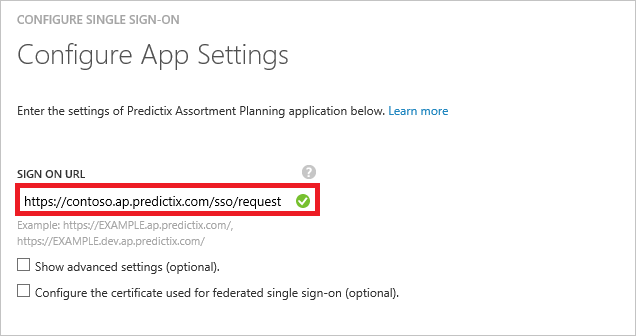 CONFIGURE SINGLE SIGN-ON
Configure App Settings
Enter the settings of Predictix Assortment Planning application below. Learn more
SIGN ON URL ?
https://contoso.ap.predictix.com/sso/request
Example: https://EXAMPLE.ap.predictix.com/,
https://EXAMPLE.dev.ap.predictix.com/
Show advanced settings (optional).
Configure the certificate used for federated single sign-on (optional).